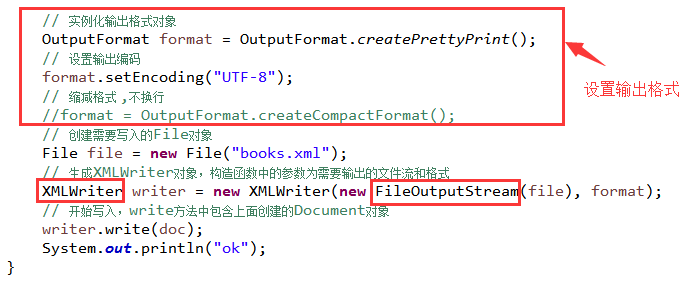 // 实例化输出格式对象
OutputFormat format = OutputFormat.createPrettyPrint();
// 设置输出编码
format.setEncoding("UTF-8");
// 缩减格式 ,不换行
//format = OutputFormat.createCompactFormat();
设置输出格式
// 创建需要写入的File对象
File file = new File("books.xml");
// 生成XMLWriter对象，构造函数中的参数为需要输出的文件流和格式
XMLWriter writer = new XMLWriter(new FileOutputStream(file), format);
// 开始写入，write方法中包含上面创建的Document对象
writer.write(doc);
System.out.println("ok");
}